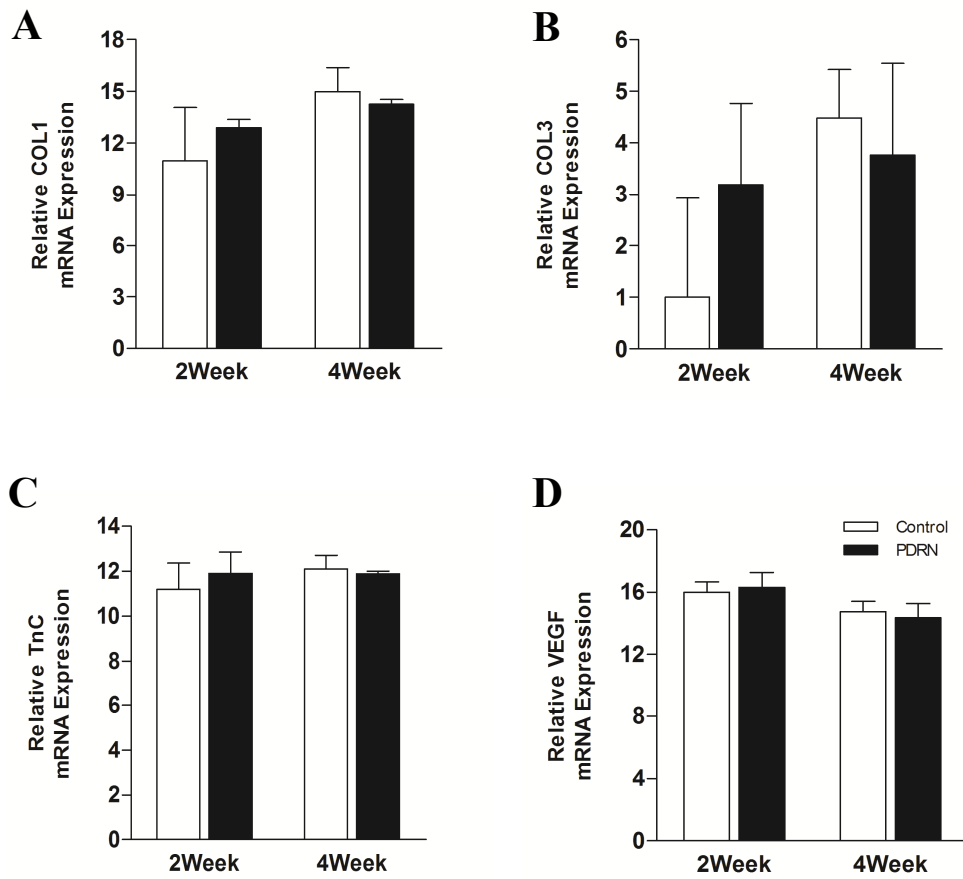 A
Relative COL1
mRNA Expression
18
15
12
9
6
3
0
2Week
4Week
B
Relative COL3
mRNA Expression
6
5
4
3
2
1
0
2Week
4Week
C
Relative TnC
mRNA Expression
14
12
10
8
6
4
2
0
2Week
4Week
D
Relative VEGF
mRNA Expression
20
16
12
8
4
0
2Week
4Week
Control
PDRN